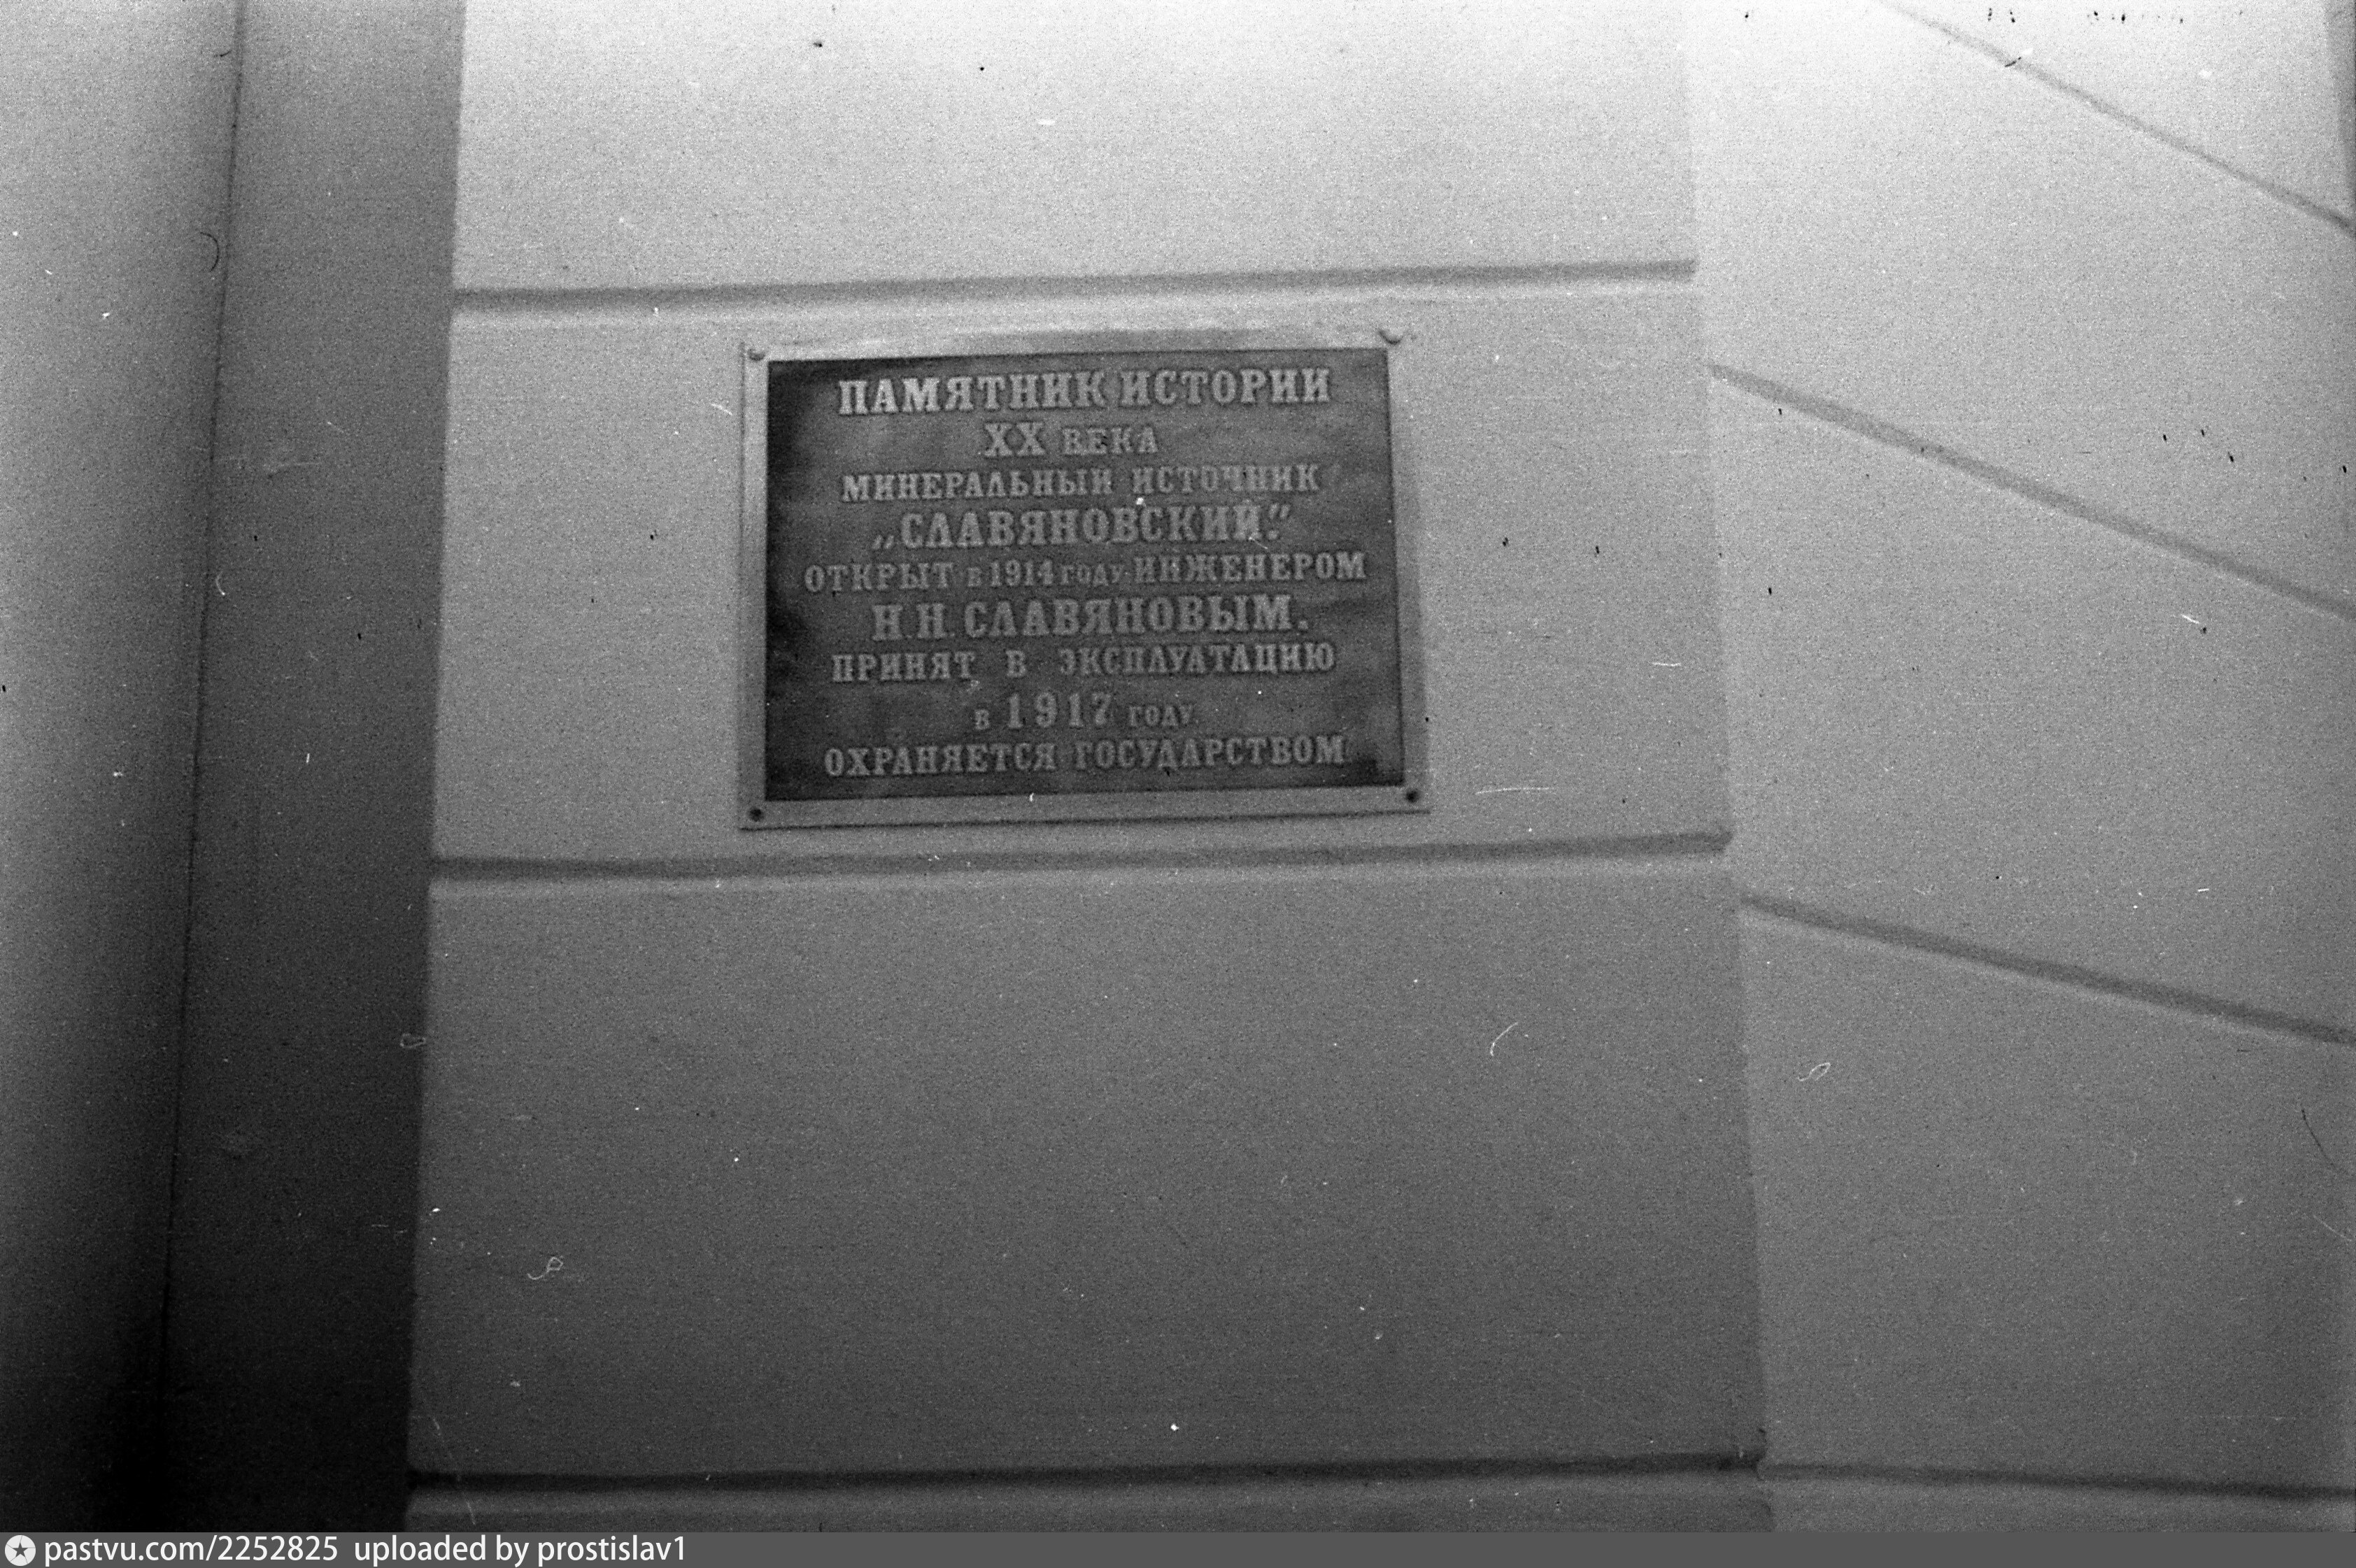 ПАМЯТНИК ИСТОРИИ
XX ВЕКА
МИНЕРАЛЬНЫЙ ИСТОЧНИК
„СЛАВЯНОВСКИЙ."
ОТКРЫТ в 1914 году ИНЖЕНЕРОМ
Н.Н. СЛАВЯНОВЫМ.
ПРИНЯТ В ЭКСПЛУАТАЦИЮ
в 1917 году
ОХРАНЯЕТСЯ ГОСУДАРСТВОМ
pastvu.com/2252825 uploaded by prostislav1